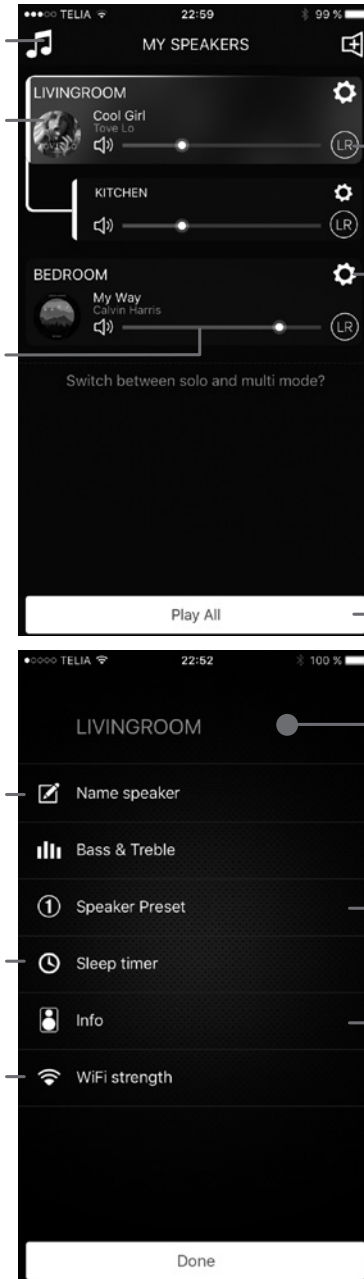 TELIA 22:59 99 %
MY SPEAKERS
LIVINGROOM
Cool Girl
Tove Lo
LR
KITCHEN
LR
BEDROOM
My Way
Calvin Harris
LR
Switch between solo and multi mode?
Play All
TELIA 22:52 100 %
LIVINGROOM
Name speaker
Bass & Treble
1 Speaker Preset
Sleep timer
Info
WiFi strength
Done